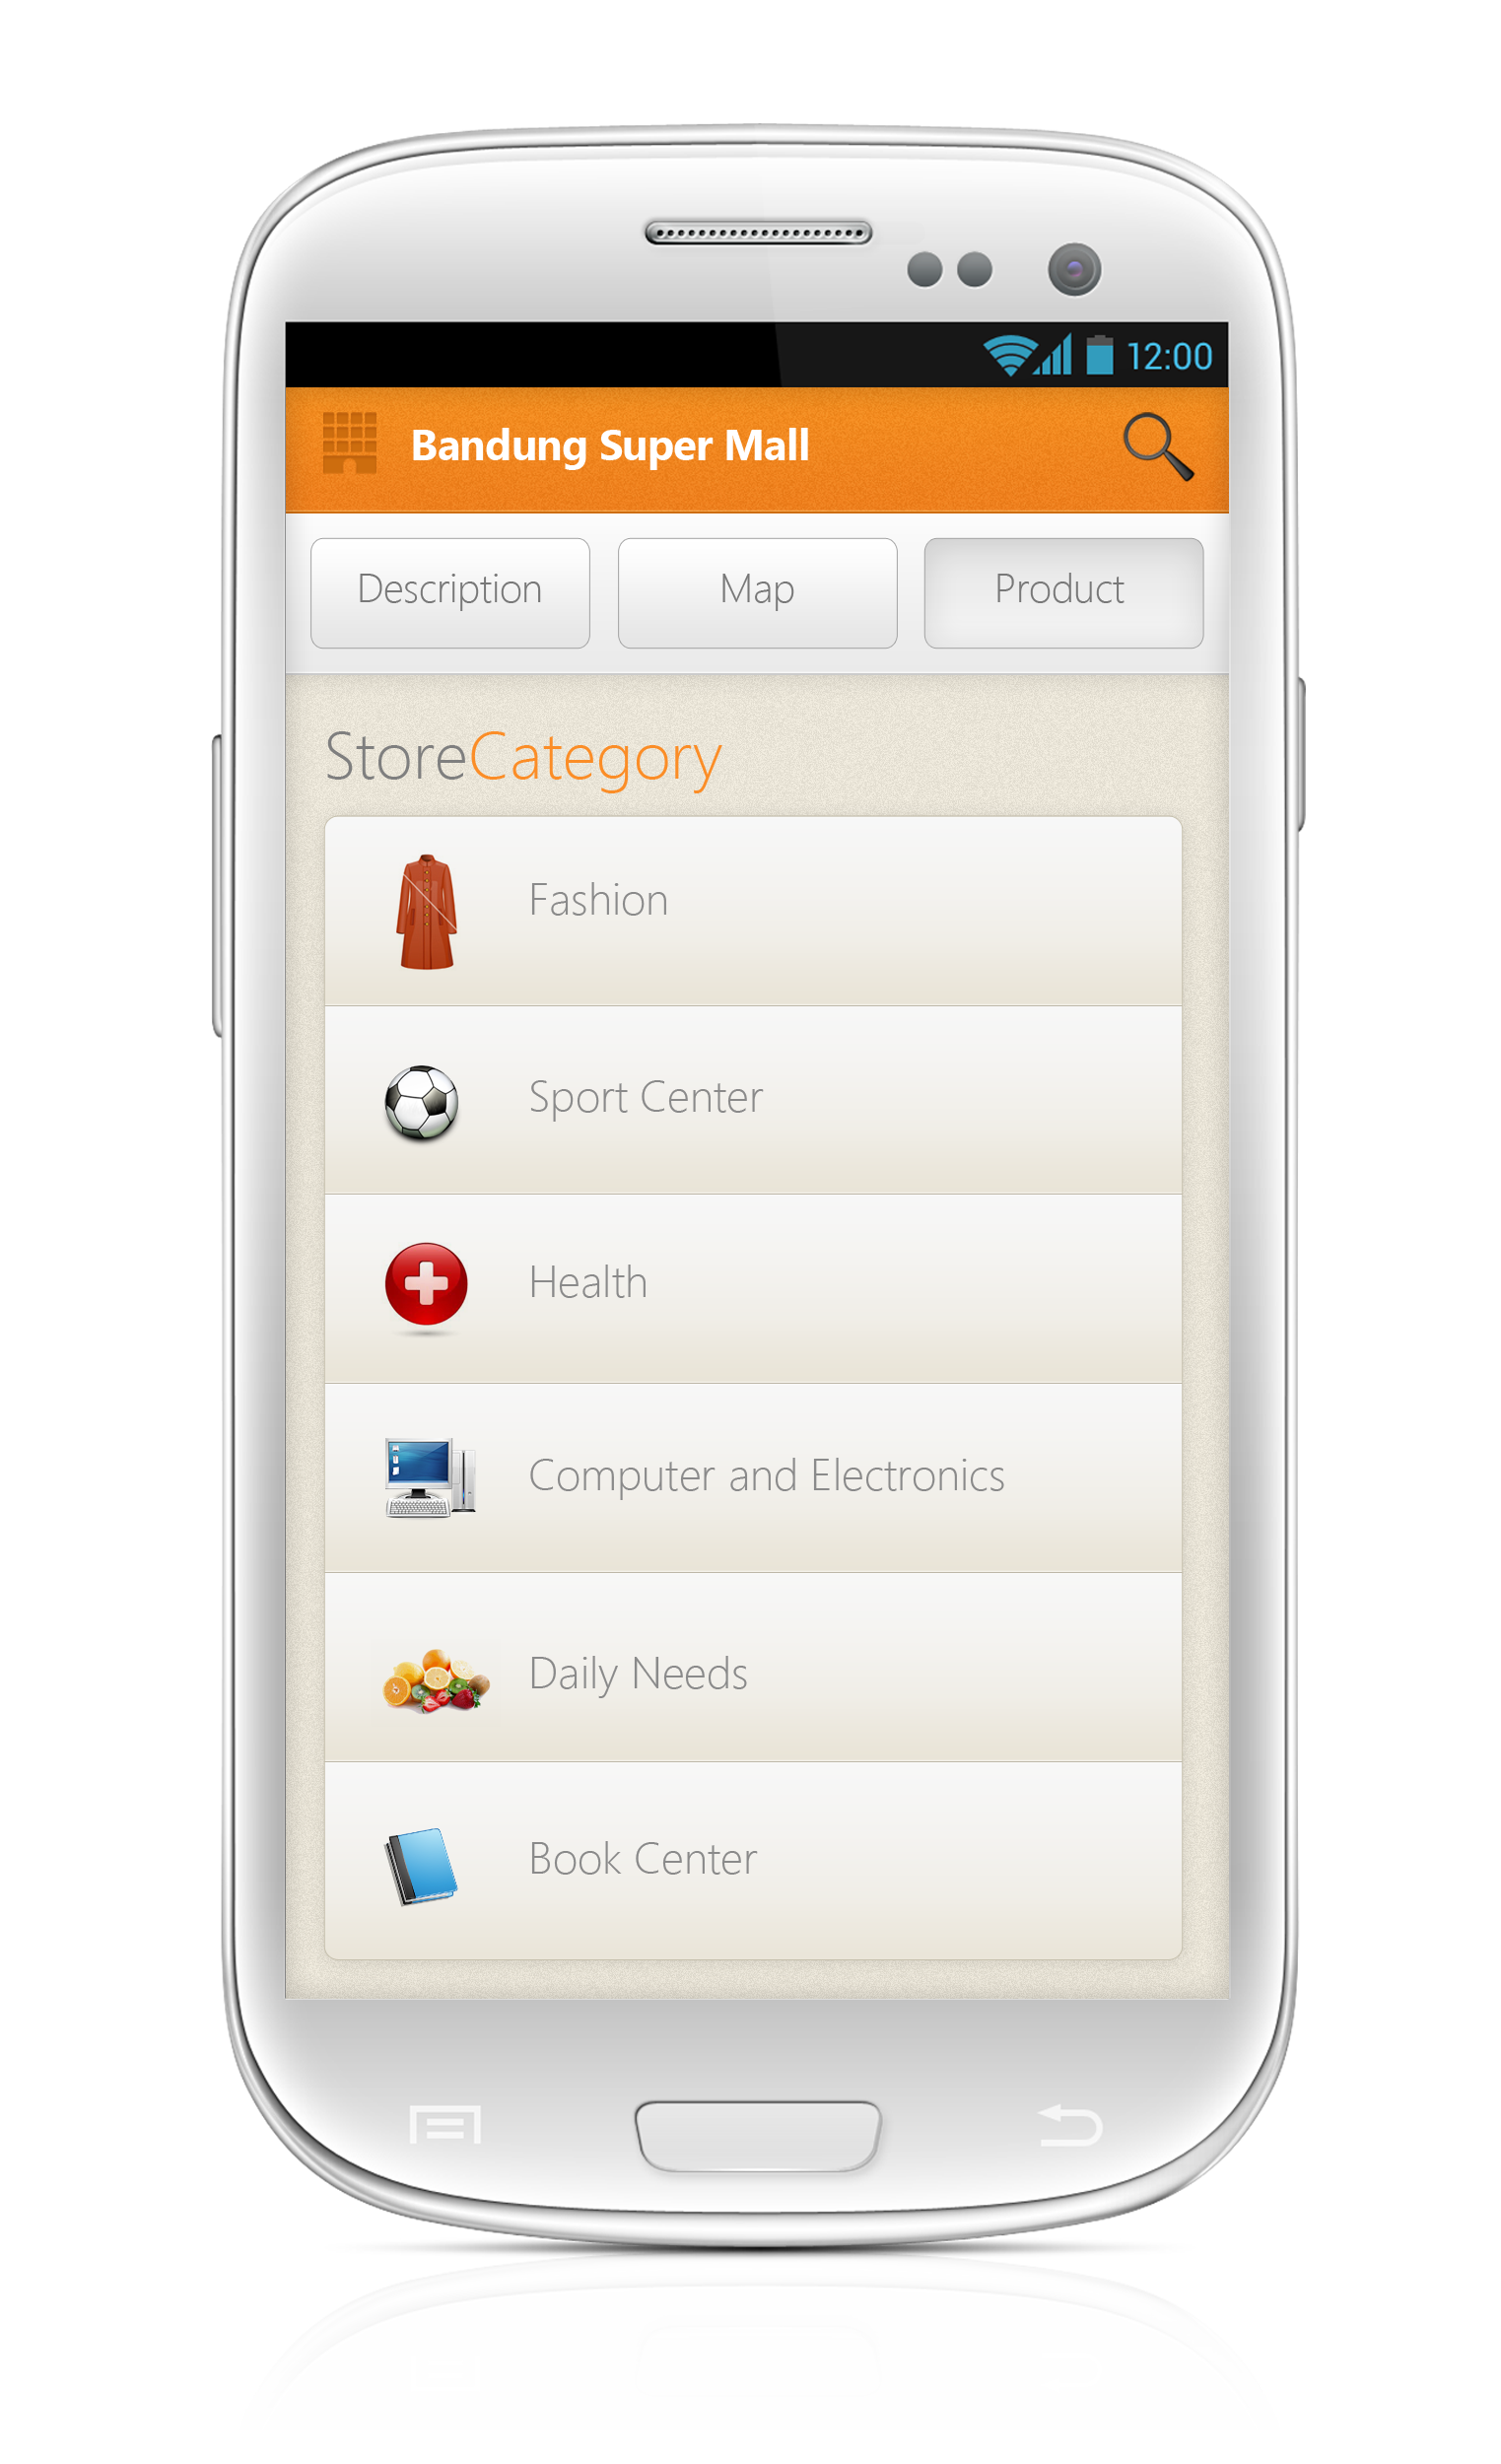 12:00
Bandung Super Mall
Description Map Product
StoreCategory
Fashion
Sport Center
Health
Computer and Electronics
Daily Needs
Book Center